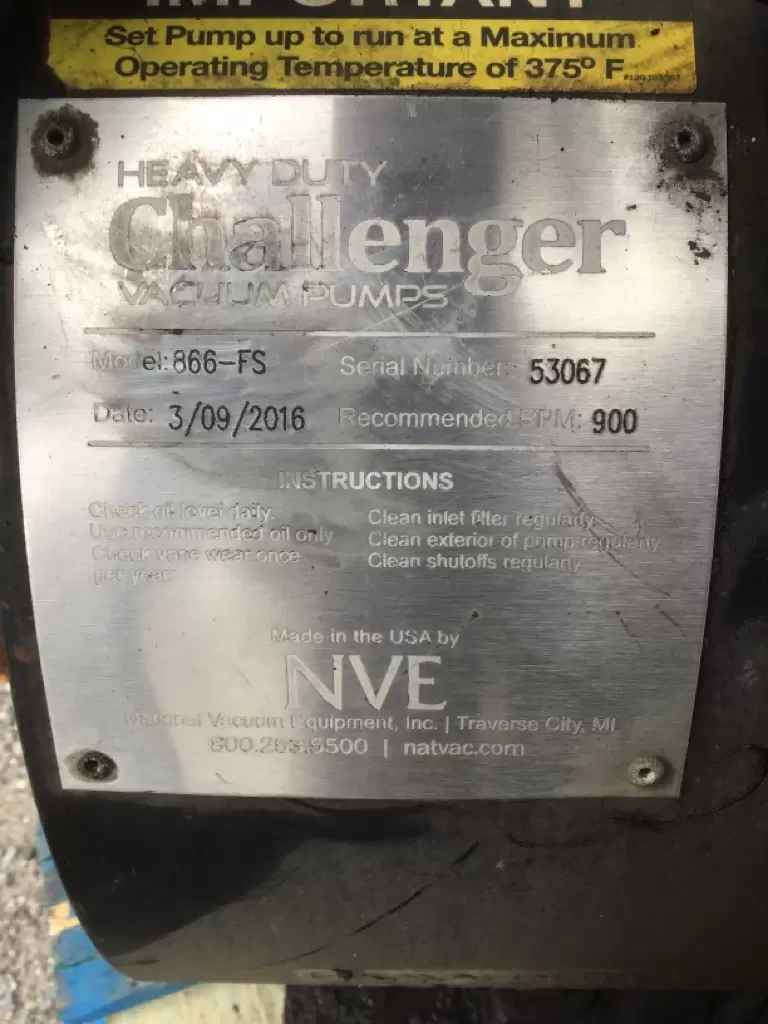 IMPORTANT
Set Pump up to run at a Maximum
Operating Temperature of 375º F
HEAVY DUTY
Challenger
VACUUM PUMPS
Model: 866-FS Serial Number: 53067
Date: 3/09/2016 Recommended RPM: 900
INSTRUCTIONS
Check oil level daily. Clean inlet filter regularly
Use recommended oil only. Clean exterior of pump regularly
Check vane wear once Clean shutoffs regularly
per year
Made in the USA by
NVE
National Vacuum Equipment, Inc. | Traverse City, MI
800.253.5500 | natvac.com